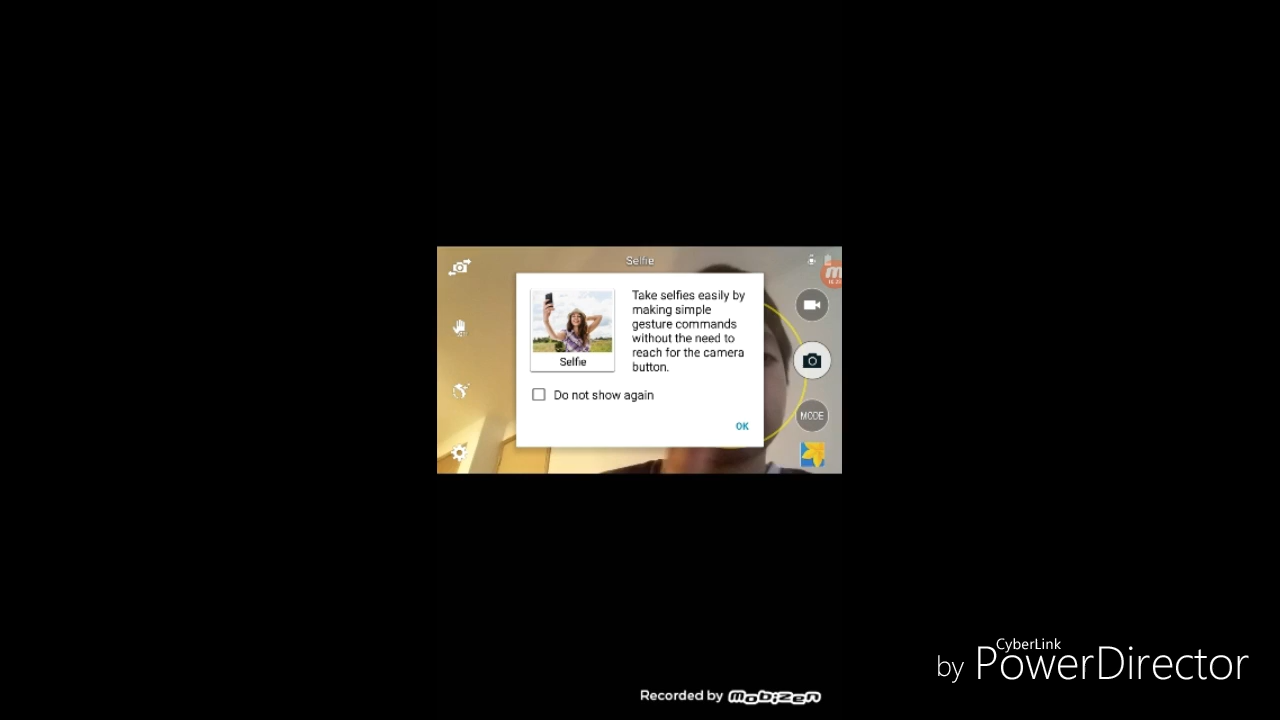 Selfie
Take selfies easily by
making simple
gesture commands
without the need to
reach for the camera
button.
Selfie
Do not show again
OK
MODE
CyberLink
by PowerDirector
Recorded by Mobizen